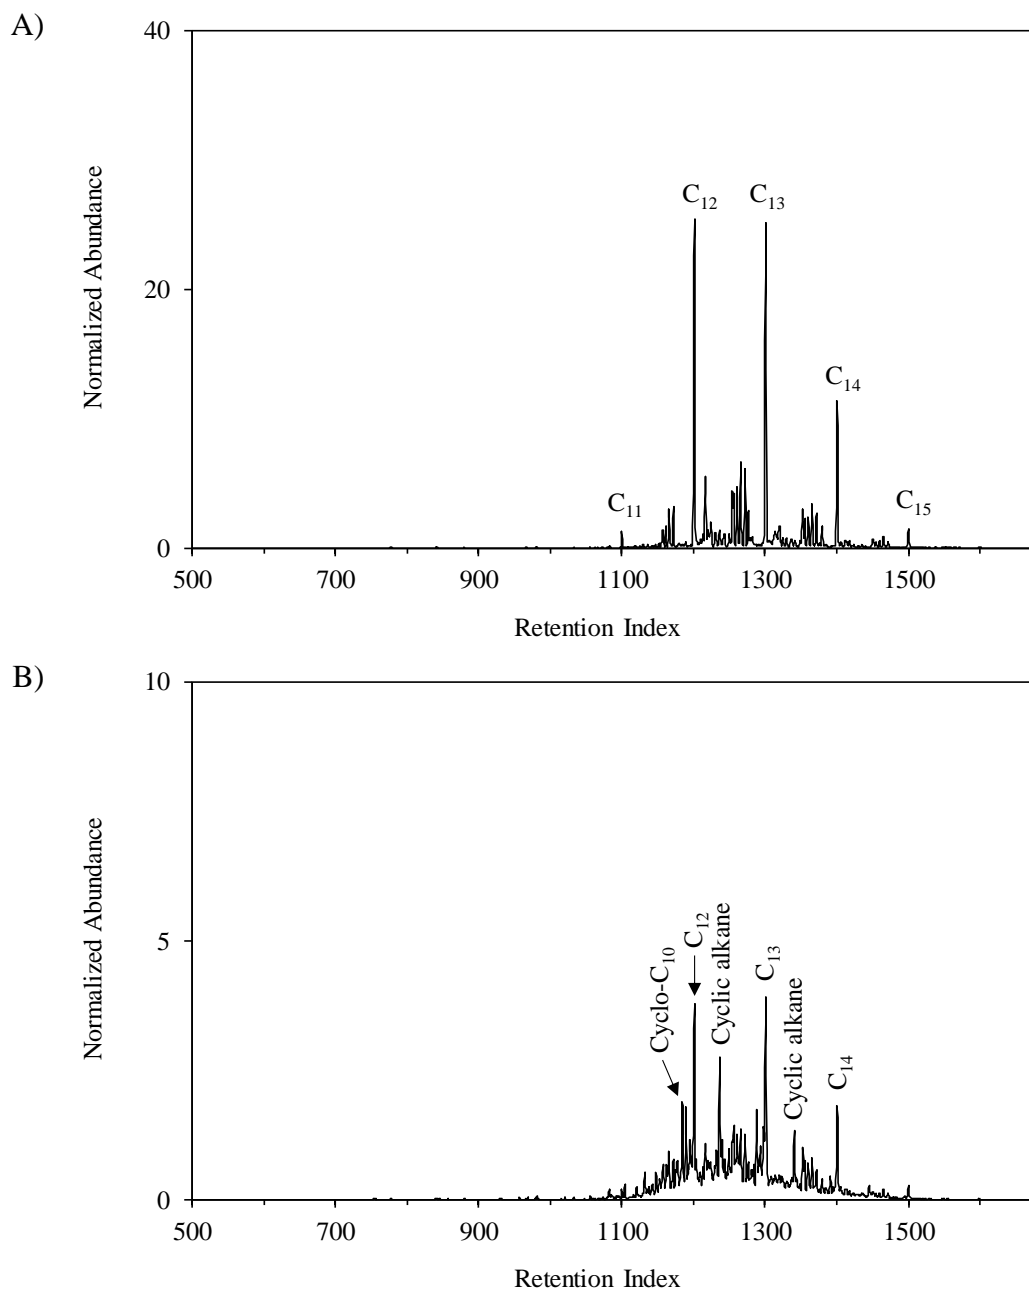 A)
Normalized Abundance
40
20
0
C₁₁
C₁₂
C₁₃
C₁₄
C₁₅
500 700 900 1100 1300 1500
Retention Index
B)
Normalized Abundance
10
5
0
Cyclo-C₁₀
C₁₂
Cyclic alkane
C₁₃
Cyclic alkane
C₁₄
500 700 900 1100 1300 1500
Retention Index